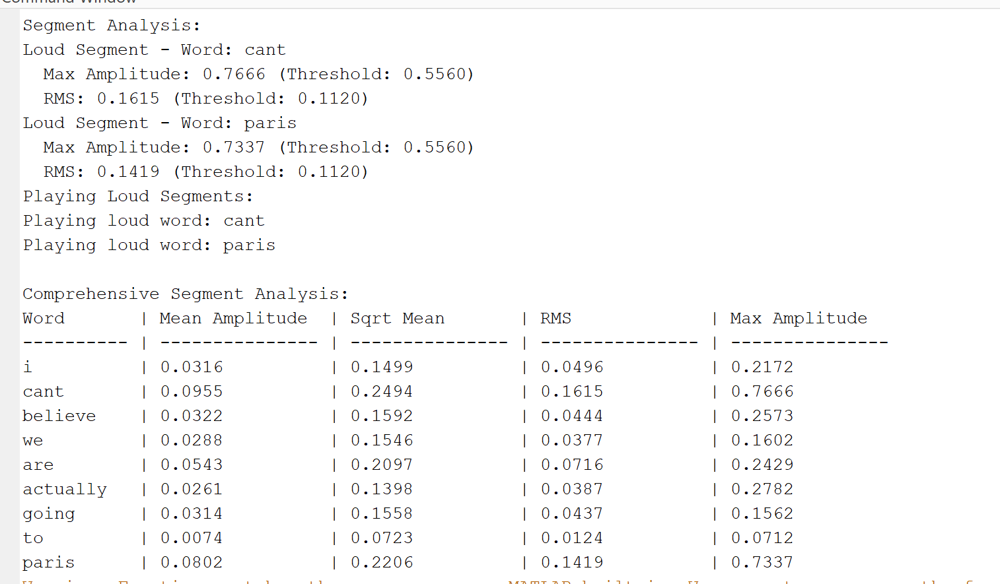 Command Window
Segment Analysis:
Loud Segment - Word: cant
  Max Amplitude: 0.7666 (Threshold: 0.5560)
  RMS: 0.1615 (Threshold: 0.1120)
Loud Segment - Word: paris
  Max Amplitude: 0.7337 (Threshold: 0.5560)
  RMS: 0.1419 (Threshold: 0.1120)
Playing Loud Segments:
Playing loud word: cant
Playing loud word: paris
Comprehensive Segment Analysis:
Word       | Mean Amplitude  | Sqrt Mean       | RMS             | Max Amplitude
---------- | --------------- | --------------- | --------------- | ---------------
i          | 0.0316          | 0.1499          | 0.0496          | 0.2172
cant       | 0.0955          | 0.2494          | 0.1615          | 0.7666
believe    | 0.0322          | 0.1592          | 0.0444          | 0.2573
we         | 0.0288          | 0.1546          | 0.0377          | 0.1602
are        | 0.0543          | 0.2097          | 0.0716          | 0.2429
actually   | 0.0261          | 0.1398          | 0.0387          | 0.2782
going      | 0.0314          | 0.1558          | 0.0437          | 0.1562
to         | 0.0074          | 0.0723          | 0.0124          | 0.0712
paris      | 0.0802          | 0.2206          | 0.1419          | 0.7337